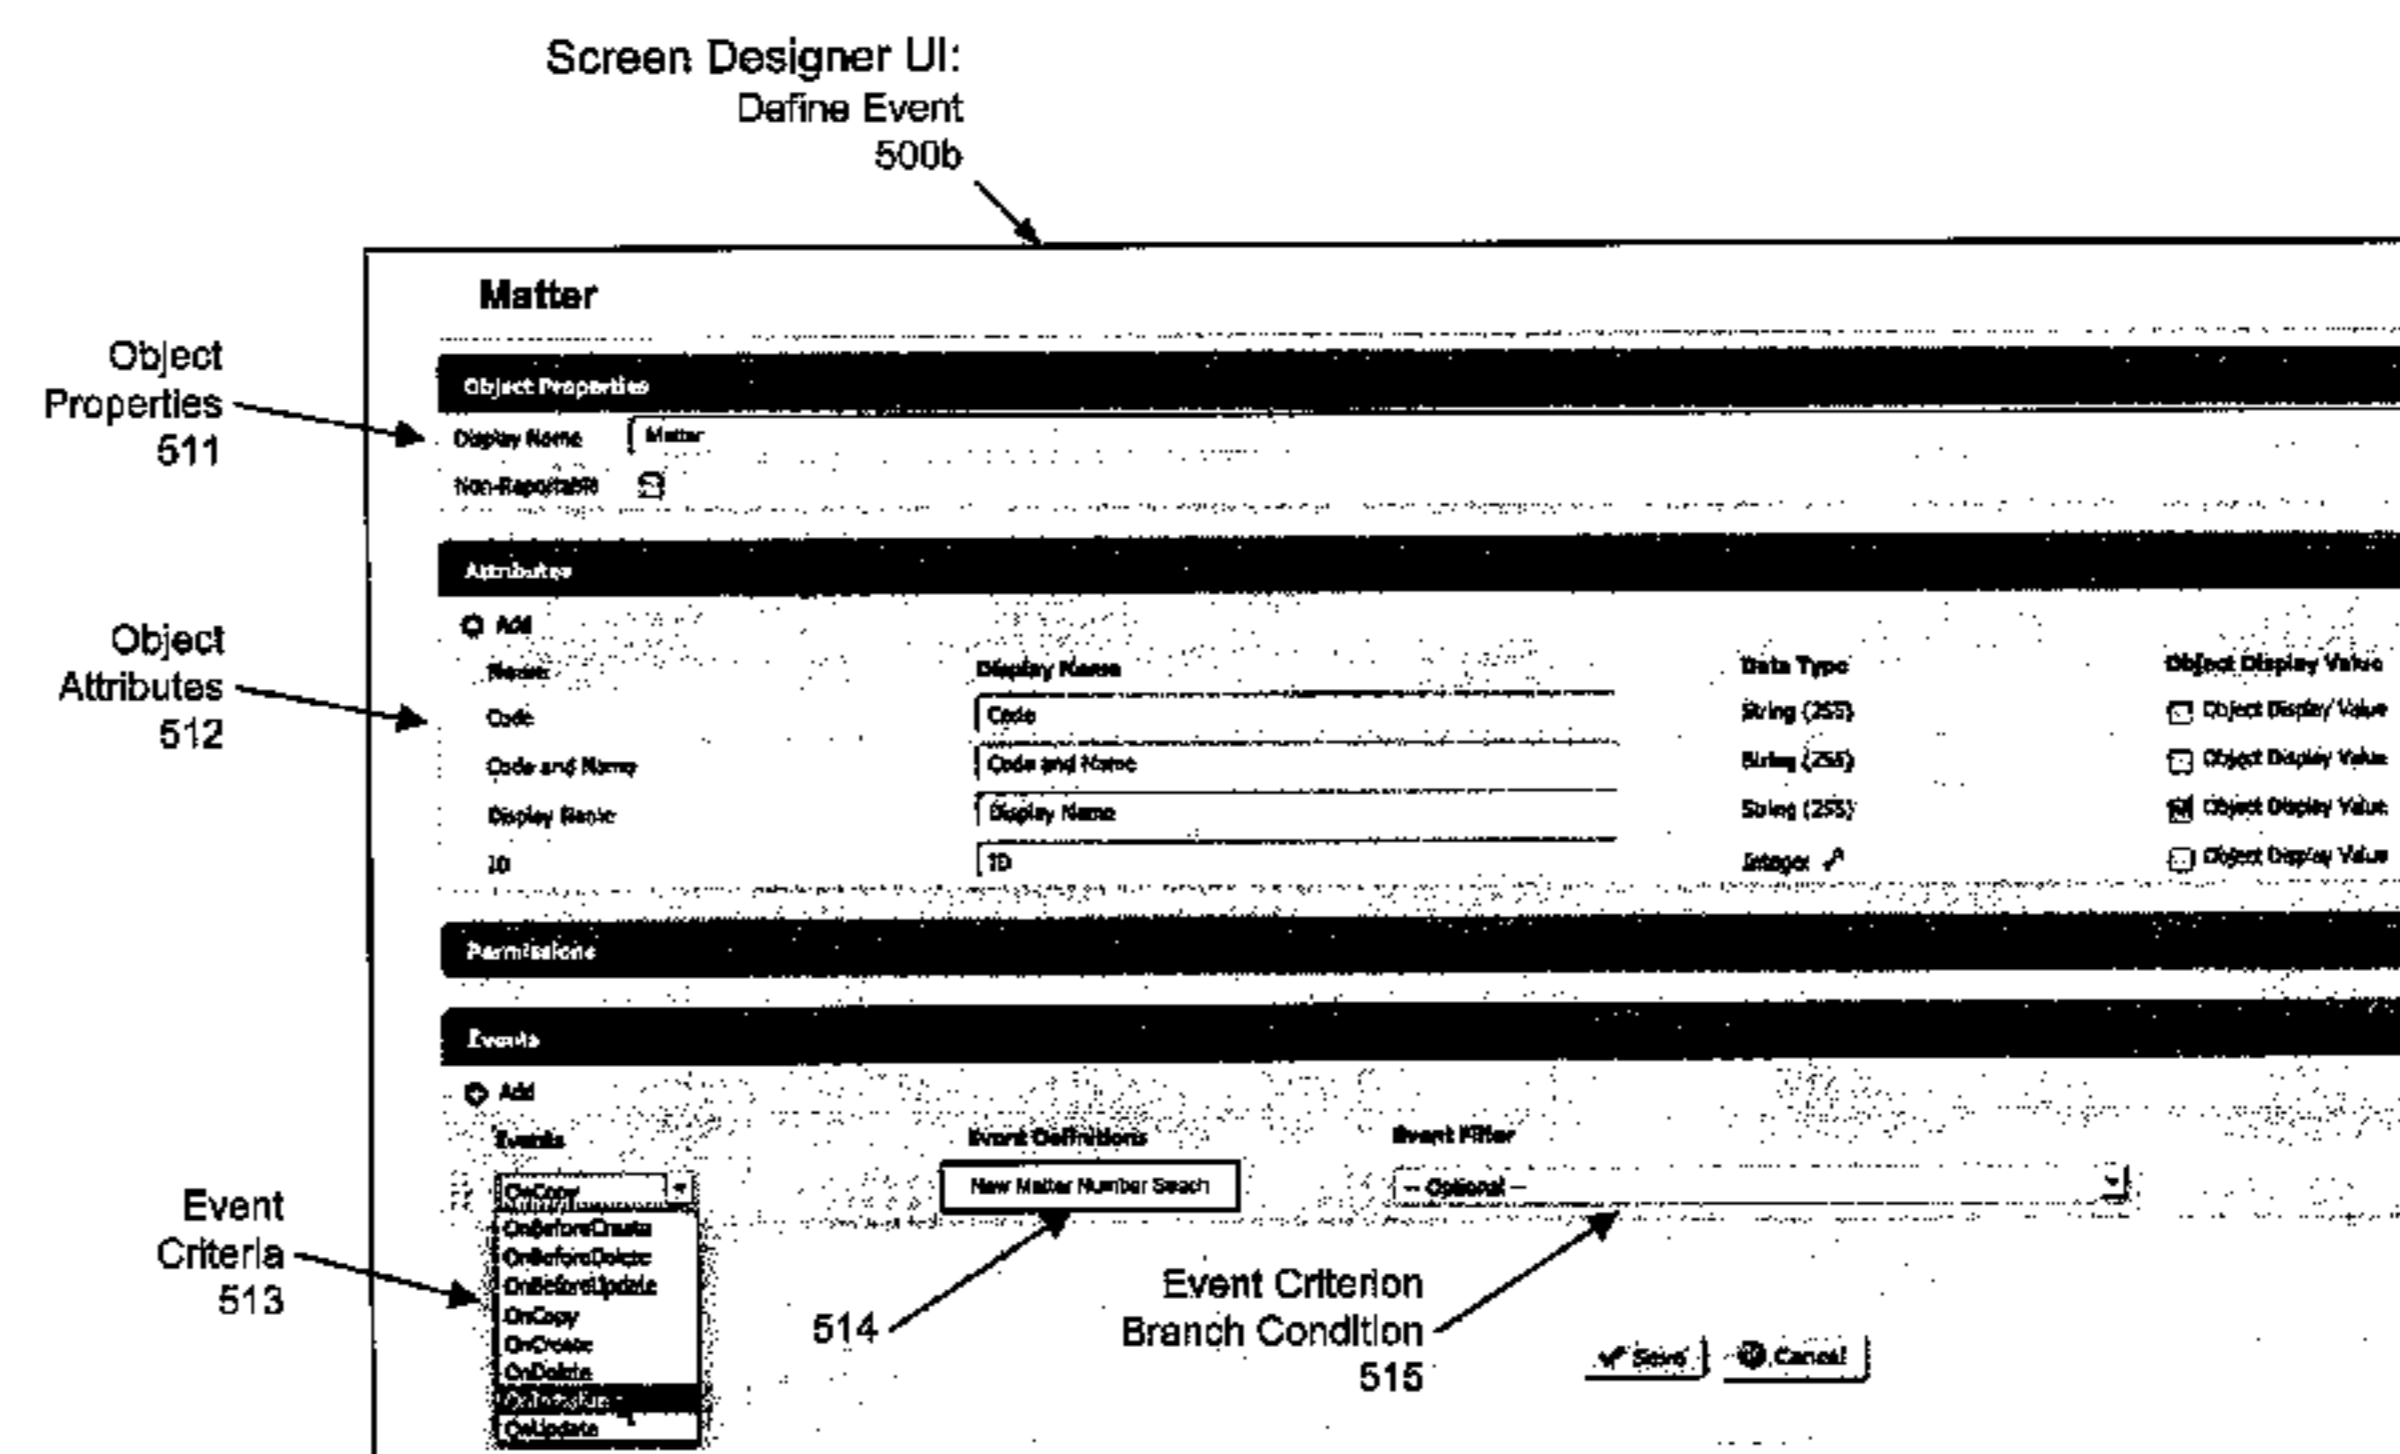 Screen Designer UI:
Define Event
500b
Matter
Object
Properties
511
Object Properties
Display Name Matter
Non-Reportable
Attributes
Add
Object
Attributes
512
Name Display Name Data Type Object Display Value
Code Code String (255) Object Display Value
Code and Name Code and Name String (255) Object Display Value
Display Name Display Name String (255) Object Display Value
ID ID Integer Object Display Value
Permissions
Events
Add
Events Event Definitions Event Filter
OnCopy New Matter Number Seach -- Optional --
Event
Criteria
513
OnBeforeCreate
OnBeforeDelete
OnBeforeUpdate
OnCopy
OnCreate
OnDelete
OnUpdate
514
Event Criterion
Branch Condition
515
Save Cancel